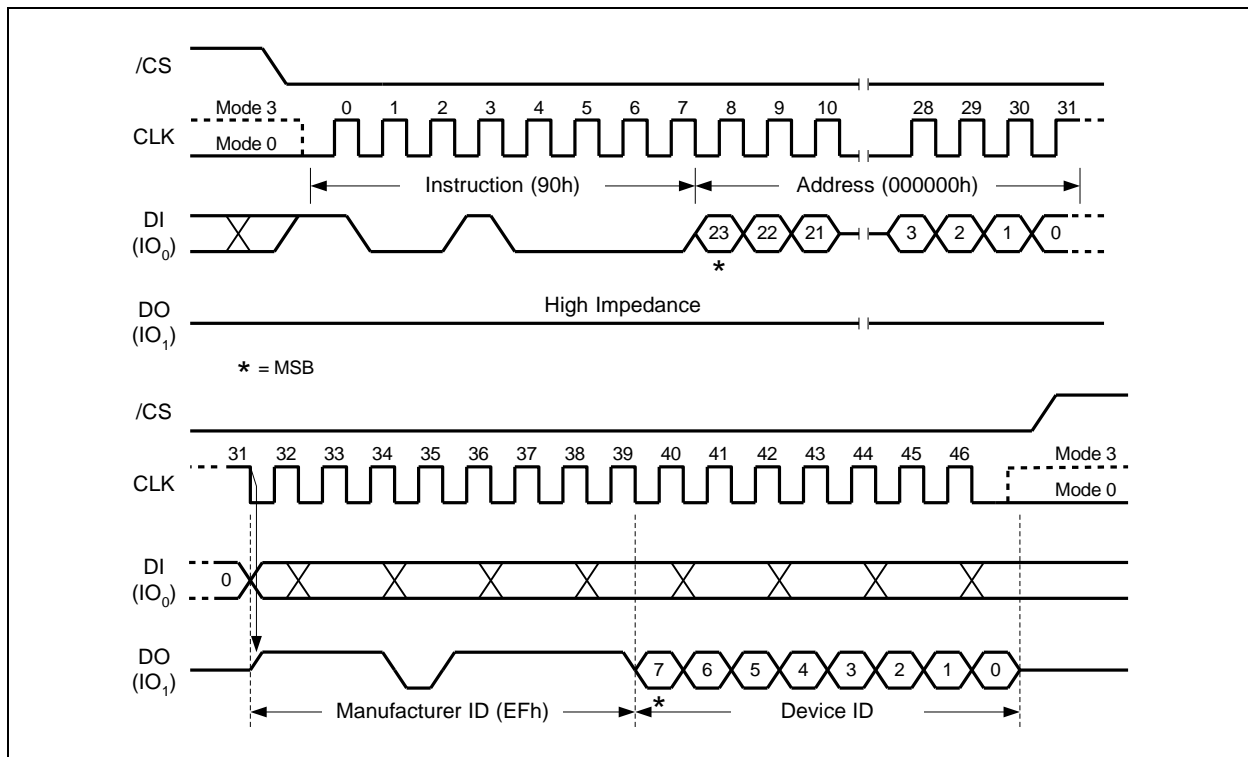 /CS
Mode 3 0 1 2 3 4 5 6 7 8 9 10 28 29 30 31
CLK
Mode 0
Instruction (90h) Address (000000h)
DI
(IO0) 23 22 21 3 2 1 0
*
High Impedance
DO
(IO1)
* = MSB
/CS
31 32 33 34 35 36 37 38 39 40 41 42 43 44 45 46 Mode 3
CLK
Mode 0
DI
(IO0) 0
DO
(IO1) 7 6 5 4 3 2 1 0
*
Manufacturer ID (EFh) Device ID